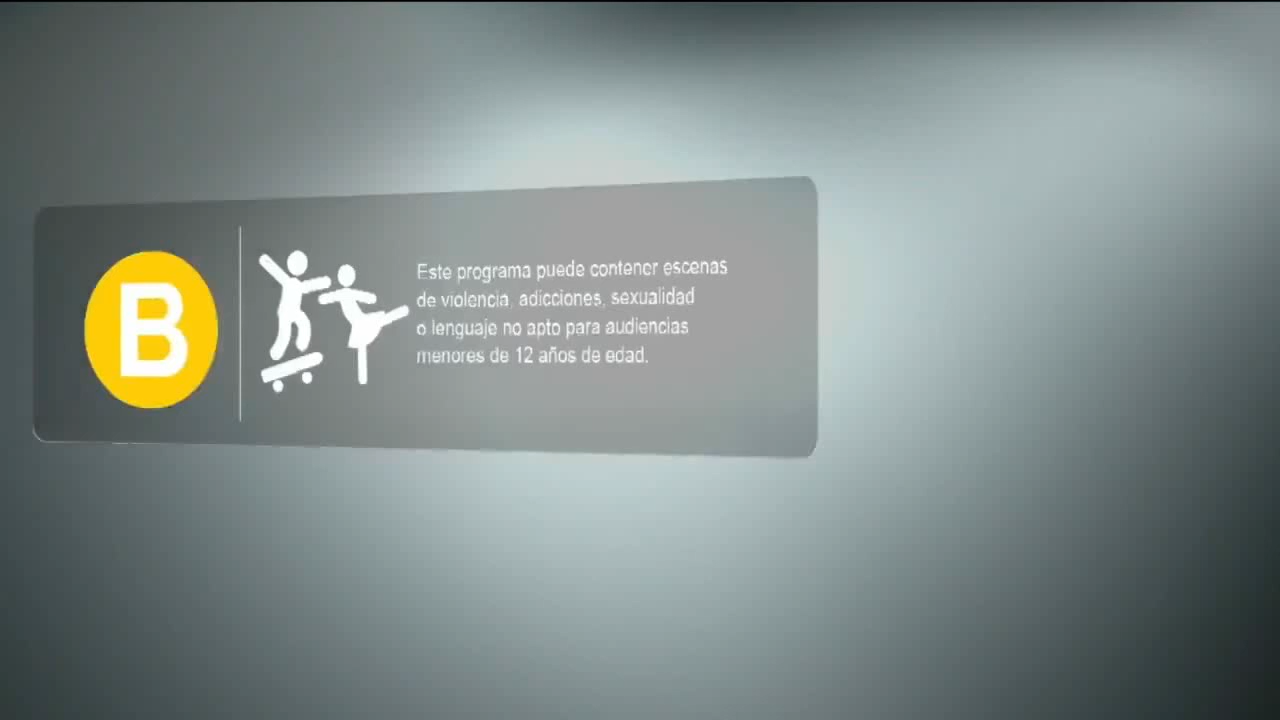 B
Este programa puede contener escenas
de violencia, adicciones, sexualidad
o lenguaje no apto para audiencias
menores de 12 años de edad.